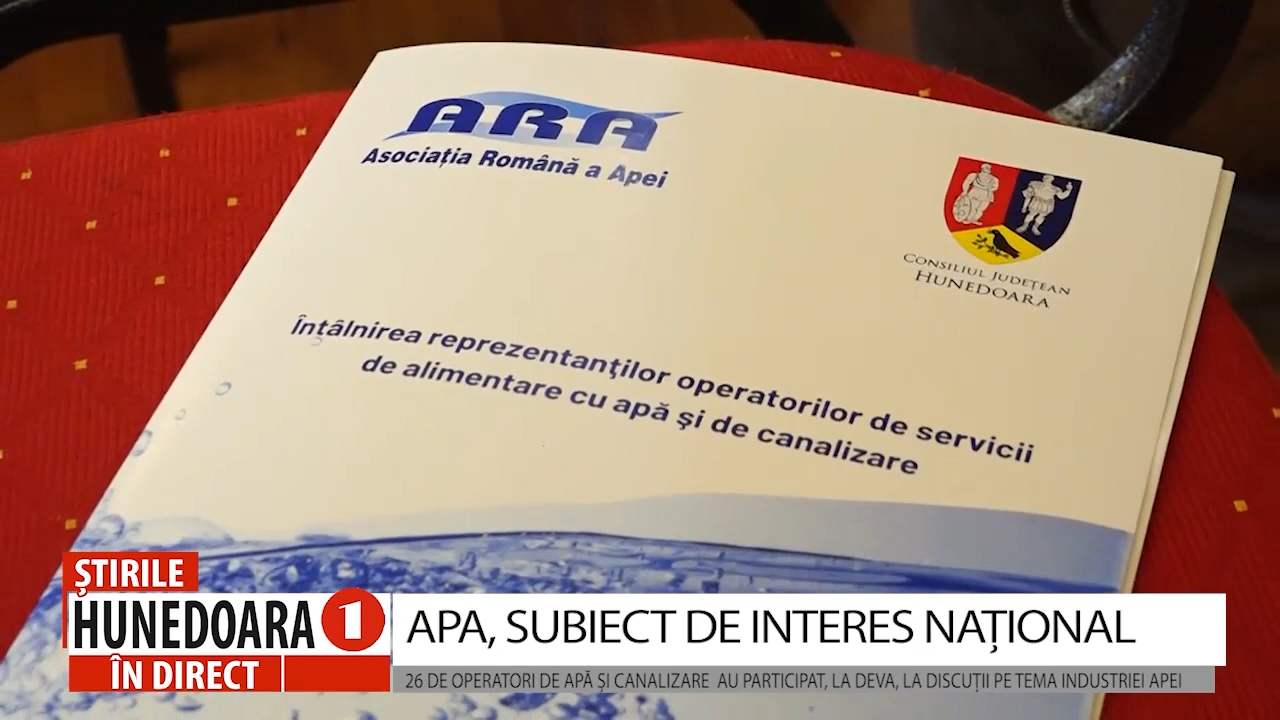 ARA
Asociația Română a Apei
CONSILIUL JUDEȚEAN
HUNEDOARA
Întâlnirea reprezentanţilor operatorilor de servicii
de alimentare cu apă şi de canalizare
ȘTIRILE
HUNEDOARA 1
ÎN DIRECT
APA, SUBIECT DE INTERES NAȚIONAL
26 DE OPERATORI DE APĂ ȘI CANALIZARE AU PARTICIPAT, LA DEVA, LA DISCUȚII PE TEMA INDUSTRIEI APEI